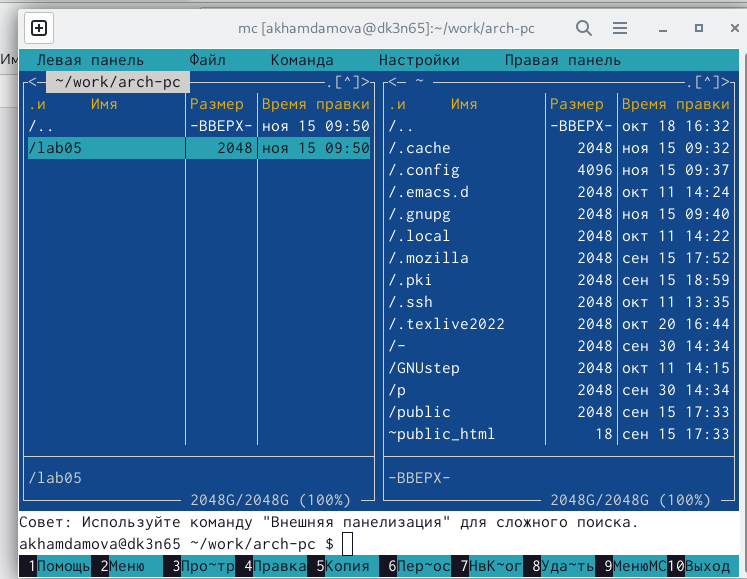 mc [akhamdamova@dk3n65]:~/work/arch-pc
Им
Левая панель Файл Команда Настройки Правая панель
<- ~/work/arch-pc .[^]>
.и Имя Размер Время правки
/.. -ВВЕРХ- ноя 15 09:50
/lab05 2048 ноя 15 09:50
/lab05
2048G/2048G (100%)
<- ~ .[^]>
.и Имя Размер Время правки
/.. -ВВЕРХ- окт 18 16:32
/.cache 2048 ноя 15 09:32
/.config 4096 ноя 15 09:37
/.emacs.d 2048 окт 11 14:24
/.gnupg 2048 ноя 15 09:40
/.local 2048 окт 11 14:22
/.mozilla 2048 сен 15 17:52
/.pki 2048 сен 15 18:59
/.ssh 2048 окт 11 13:35
/.texlive2022 2048 окт 20 16:44
/- 2048 сен 30 14:34
/GNUstep 2048 окт 11 14:15
/p 2048 сен 30 14:34
/public 2048 сен 15 17:33
~public_html 18 сен 15 17:33
-ВВЕРХ-
2048G/2048G (100%)
Совет: Используйте команду "Внешняя панелизация" для сложного поиска.
akhamdamova@dk3n65 ~/work/arch-pc $
1Помощь 2Меню 3Про~тр 4Правка 5Копия 6Пер~ос 7НвК~ог 8Уда~ть 9МенюМС 10Выход